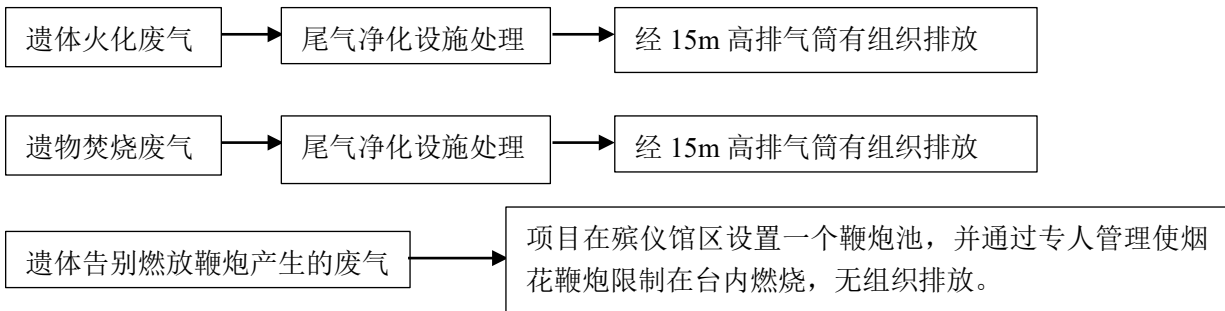 遗体火化废气
尾气净化设施处理
经 15m 高排气筒有组织排放
遗物焚烧废气
尾气净化设施处理
经 15m 高排气筒有组织排放
遗体告别燃放鞭炮产生的废气
项目在殡仪馆区设置一个鞭炮池，并通过专人管理使烟
花鞭炮限制在台内燃烧，无组织排放。